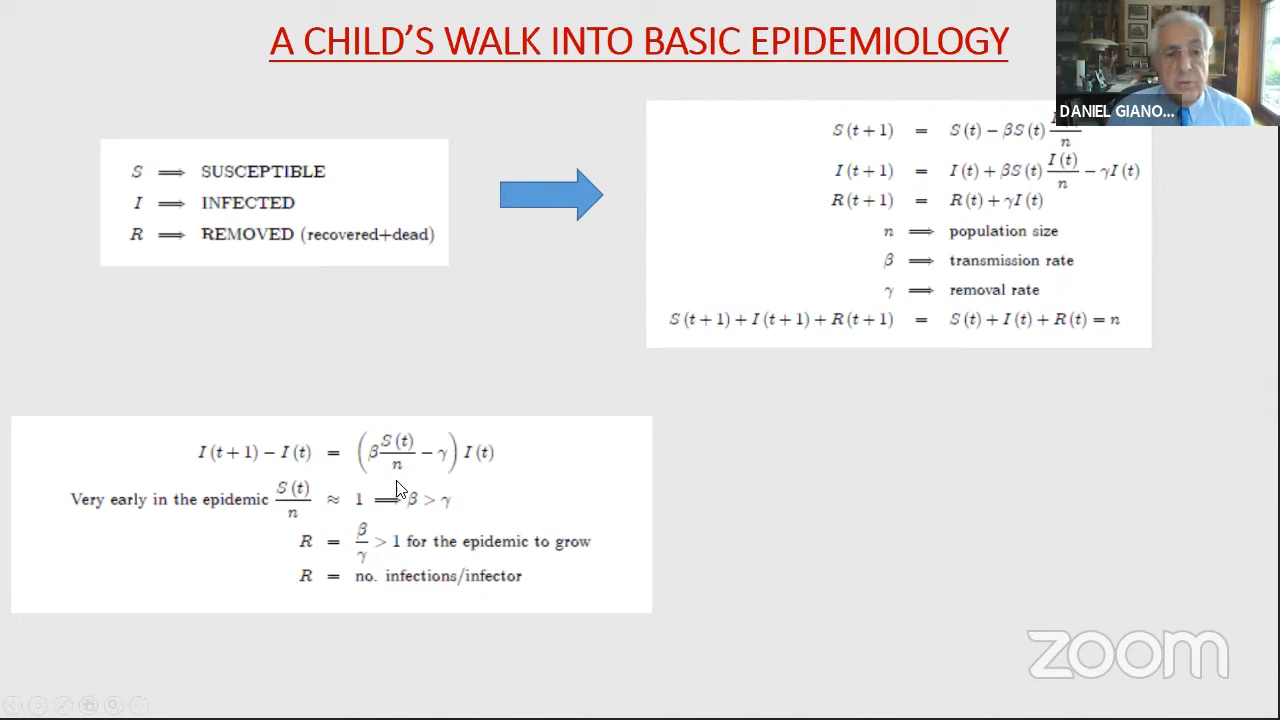 A CHILD'S WALK INTO BASIC EPIDEMIOLOGY
DANIEL GIANO...
S ⟹ SUSCEPTIBLE
I ⟹ INFECTED
R ⟹ REMOVED (recovered+dead)
S(t+1) = S(t) − βS(t) I(t)/n
I(t+1) = I(t) + βS(t) I(t)/n − γI(t)
R(t+1) = R(t) + γI(t)
n ⟹ population size
β ⟹ transmission rate
γ ⟹ removal rate
S(t+1) + I(t+1) + R(t+1) = S(t) + I(t) + R(t) = n
I(t+1) − I(t) = (β S(t)/n − γ) I(t)
Very early in the epidemic S(t)/n ≈ 1 ⟹ β > γ
R = β/γ > 1 for the epidemic to grow
R = no. infections/infector
zoom